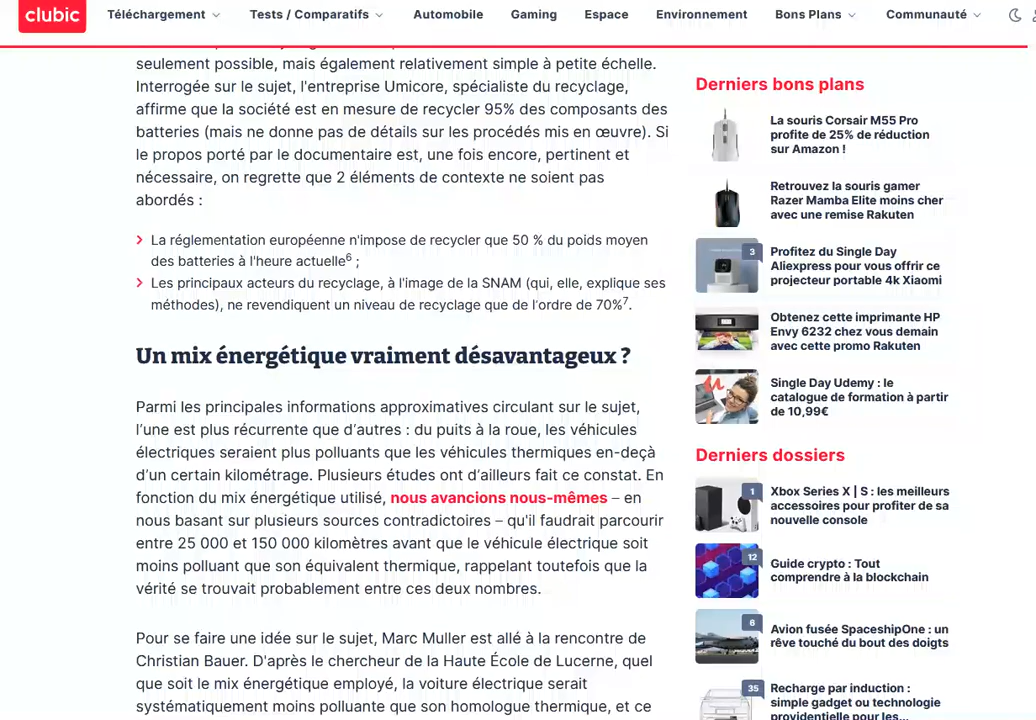 clubic
Téléchargement
Tests / Comparatifs
Automobile
Gaming
Espace
Environnement
Bons Plans
Communauté
seulement possible, mais également relativement simple à petite échelle.
Interrogée sur le sujet, l'entreprise Umicore, spécialiste du recyclage,
affirme que la société est en mesure de recycler 95% des composants des
batteries (mais ne donne pas de détails sur les procédés mis en œuvre). Si
le propos porté par le documentaire est, une fois encore, pertinent et
nécessaire, on regrette que 2 éléments de contexte ne soient pas
abordés :
La réglementation européenne n'impose de recycler que 50 % du poids moyen
des batteries à l'heure actuelle⁶ ;
Les principaux acteurs du recyclage, à l'image de la SNAM (qui, elle, explique ses
méthodes), ne revendiquent un niveau de recyclage que de l'ordre de 70%⁷.
Un mix énergétique vraiment désavantageux ?
Parmi les principales informations approximatives circulant sur le sujet,
l'une est plus récurrente que d'autres : du puits à la roue, les véhicules
électriques seraient plus polluants que les véhicules thermiques en-deçà
d'un certain kilométrage. Plusieurs études ont d'ailleurs fait ce constat. En
fonction du mix énergétique utilisé, nous avancions nous-mêmes – en
nous basant sur plusieurs sources contradictoires – qu'il faudrait parcourir
entre 25 000 et 150 000 kilomètres avant que le véhicule électrique soit
moins polluant que son équivalent thermique, rappelant toutefois que la
vérité se trouvait probablement entre ces deux nombres.
Pour se faire une idée sur le sujet, Marc Muller est allé à la rencontre de
Christian Bauer. D'après le chercheur de la Haute École de Lucerne, quel
que soit le mix énergétique employé, la voiture électrique serait
systématiquement moins polluante que son homologue thermique, et ce
Derniers bons plans
La souris Corsair M55 Pro
profite de 25% de réduction
sur Amazon !
Retrouvez la souris gamer
Razer Mamba Elite moins cher
avec une remise Rakuten
3
Profitez du Single Day
Aliexpress pour vous offrir ce
projecteur portable 4k Xiaomi
Obtenez cette imprimante HP
Envy 6232 chez vous demain
avec cette promo Rakuten
Single Day Udemy : le
catalogue de formation à partir
de 10,99€
Derniers dossiers
1
Xbox Series X | S : les meilleurs
accessoires pour profiter de sa
nouvelle console
12
Guide crypto : Tout
comprendre à la blockchain
6
Avion fusée SpaceshipOne : un
rêve touché du bout des doigts
35
Recharge par induction :
simple gadget ou technologie
providentielle pour les...